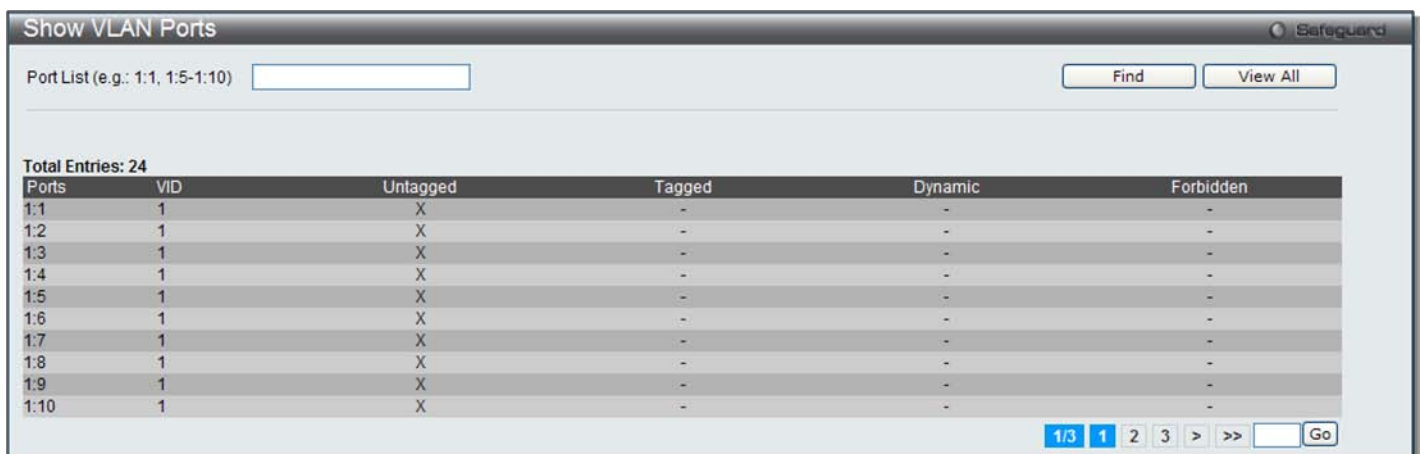 Show VLAN Ports
Safeguard
Port List (e.g.: 1:1, 1:5-1:10)
Find
View All
Total Entries: 24
Ports VID Untagged Tagged Dynamic Forbidden
1:1 1 X - - -
1:2 1 X - - -
1:3 1 X - - -
1:4 1 X - - -
1:5 1 X - - -
1:6 1 X - - -
1:7 1 X - - -
1:8 1 X - - -
1:9 1 X - - -
1:10 1 X - - -
1/3 1 2 3 > >> Go